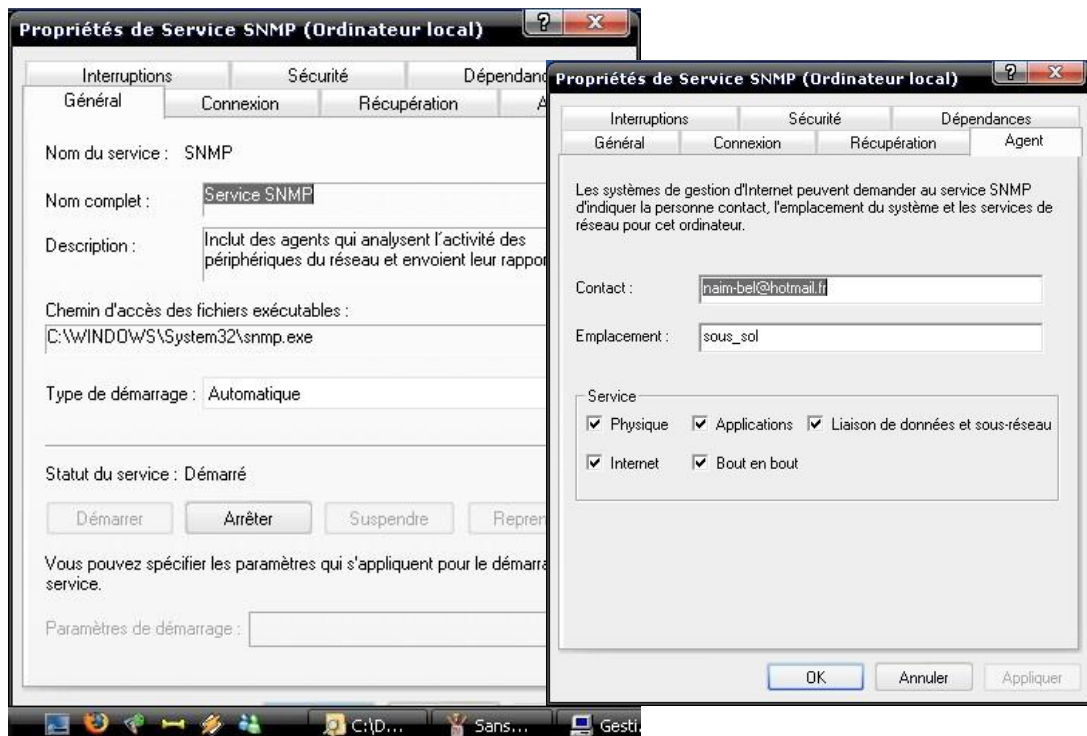 Propriétés de Service SNMP (Ordinateur local)
Interruptions Sécurité
Général Connexion Récupération
Nom du service : SNMP
Nom complet : Service SNMP
Description : Inclut des agents qui analysent l'activité des
périphériques du réseau et envoient leur
Chemin d'accès des fichiers exécutables :
C:\WINDOWS\System32\snmp.exe
Type de démarrage : Automatique
Statut du service : Démarré
Démarrer Arrêter Suspendre
Vous pouvez spécifier les paramètres qui s'appliquent pour le
service.
Paramètres de démarrage :
C:\D... Sans... Gesti.
Propriétés de Service SNMP (Ordinateur local)
Interruptions Sécurité Dépendances
Général Connexion Récupération Agent
Les systèmes de gestion d'Internet peuvent demander au service SNMP
d'indiquer la personne contact, l'emplacement du système et les services de
réseau pour cet ordinateur.
Contact : naim-bel@hotmail.fr
Emplacement : sous_sol
Service
Physique Applications Liaison de données et sous-réseau
Internet Bout en bout
OK Annuler Appliquer